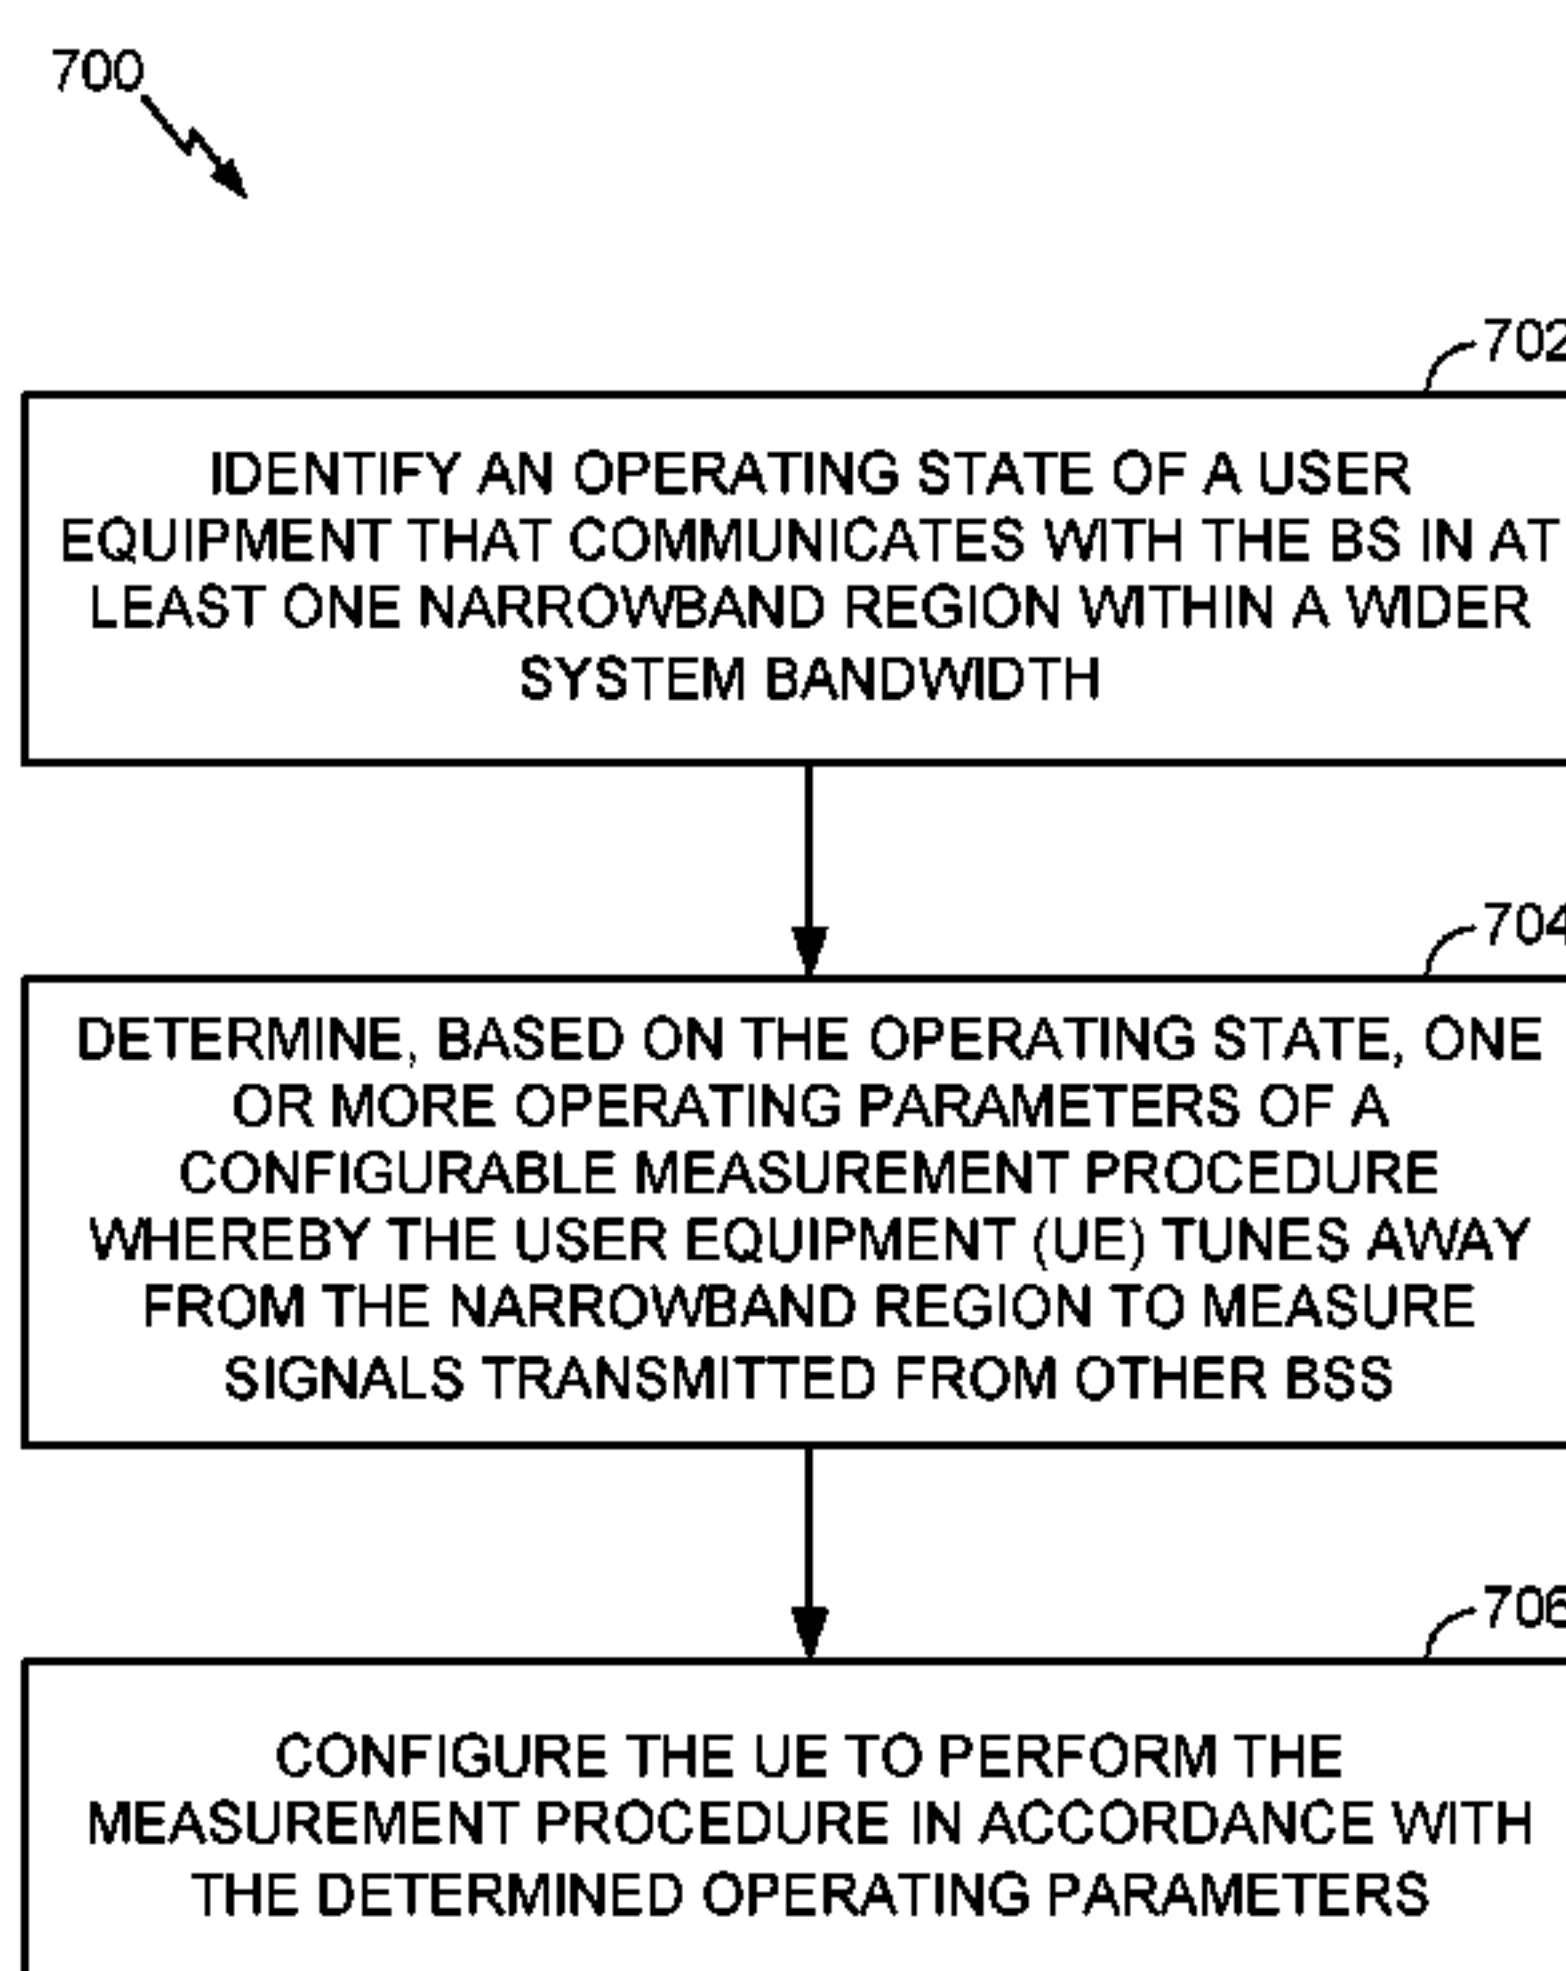 700
702
IDENTIFY AN OPERATING STATE OF A USER
EQUIPMENT THAT COMMUNICATES WITH THE BS IN AT
LEAST ONE NARROWBAND REGION WITHIN A WIDER
SYSTEM BANDWIDTH
704
DETERMINE, BASED ON THE OPERATING STATE, ONE
OR MORE OPERATING PARAMETERS OF A
CONFIGURABLE MEASUREMENT PROCEDURE
WHEREBY THE USER EQUIPMENT (UE) TUNES AWAY
FROM THE NARROWBAND REGION TO MEASURE
SIGNALS TRANSMITTED FROM OTHER BSS
706
CONFIGURE THE UE TO PERFORM THE
MEASUREMENT PROCEDURE IN ACCORDANCE WITH
THE DETERMINED OPERATING PARAMETERS